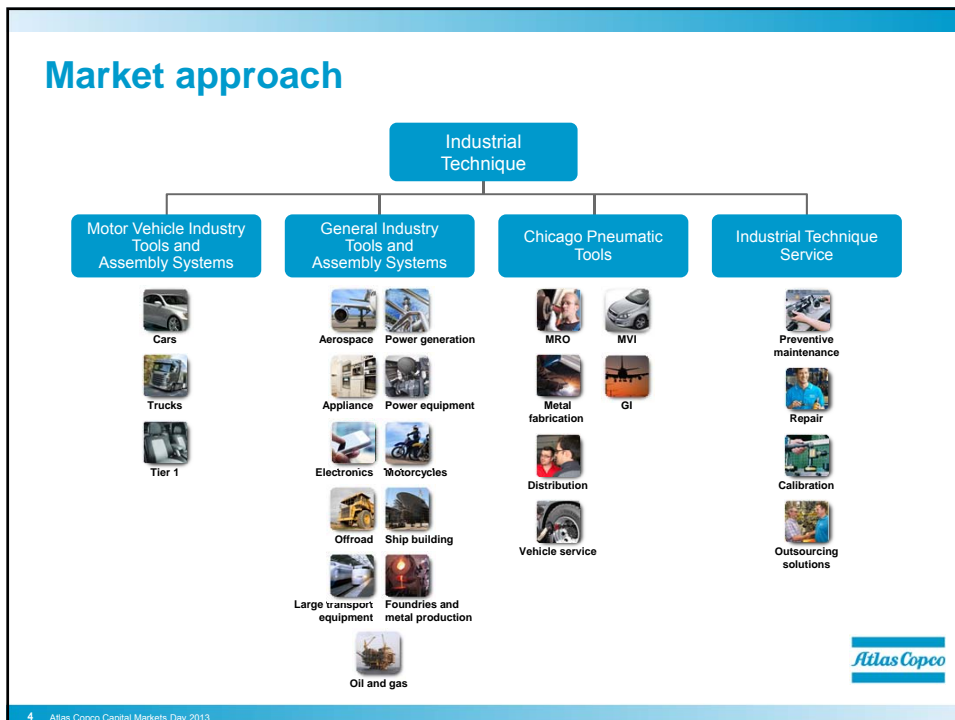 Market approach
Industrial
Technique
Motor Vehicle Industry
Tools and
Assembly Systems
General Industry
Tools and
Assembly Systems
Chicago Pneumatic
Tools
Industrial Technique
Service
Cars
Trucks
Tier 1
Aerospace
Power generation
Appliance
Power equipment
Electronics
Motorcycles
Offroad
Ship building
Large transport
equipment
Foundries and
metal production
Oil and gas
MRO
MVI
Metal
fabrication
GI
Distribution
Vehicle service
Preventive
maintenance
Repair
Calibration
Outsourcing
solutions
Atlas Copco
4 Atlas Copco Capital Markets Day 2013